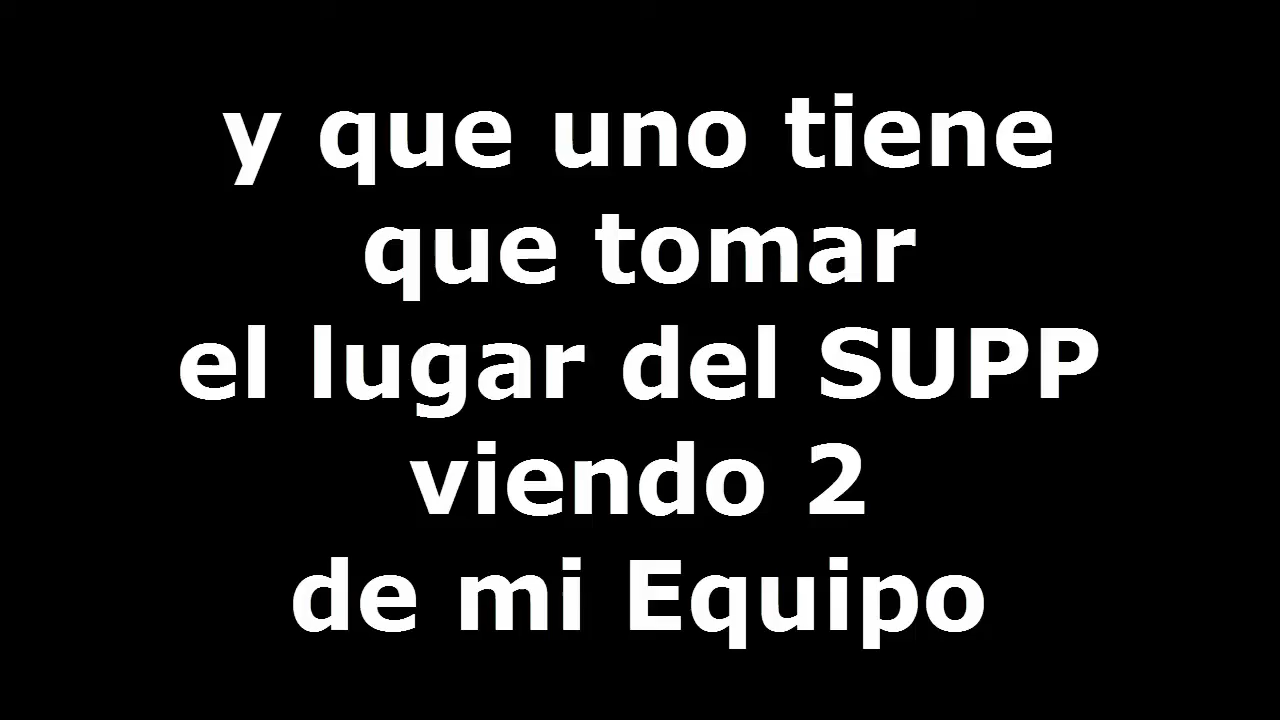 y que uno tiene
que tomar
el lugar del SUPP
viendo 2
de mi Equipo